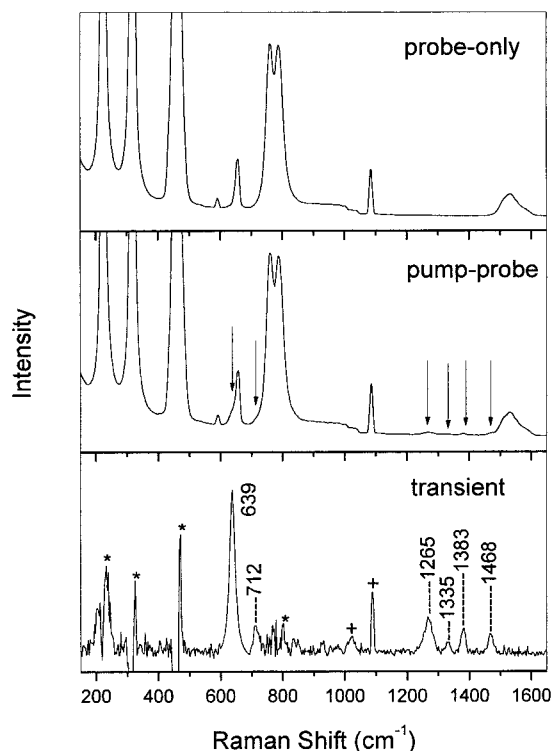 probe-only
pump-probe
Intensity
transient
*
*
*
639
712
*
+
+
1265
1335
1383
1468
200 400 600 800 1000 1200 1400 1600
Raman Shift (cm⁻¹)